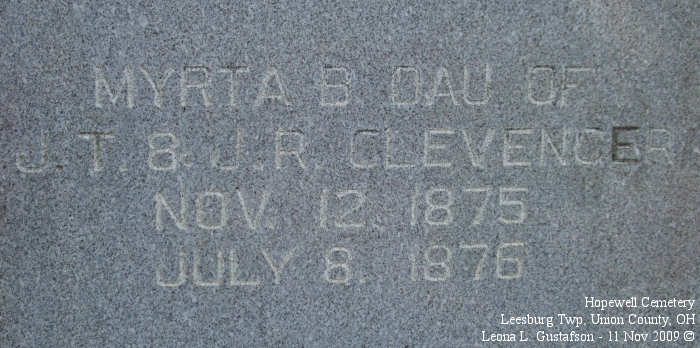 MYRTA B. DAU OF
J. T. & J. R. CLEVENGER
NOV. 12. 1875
JULY 8. 1876
Hopewell Cemetery
Leesburg Twp, Union County, OH
Leona L. Gustafson - 11 Nov 2009 ©